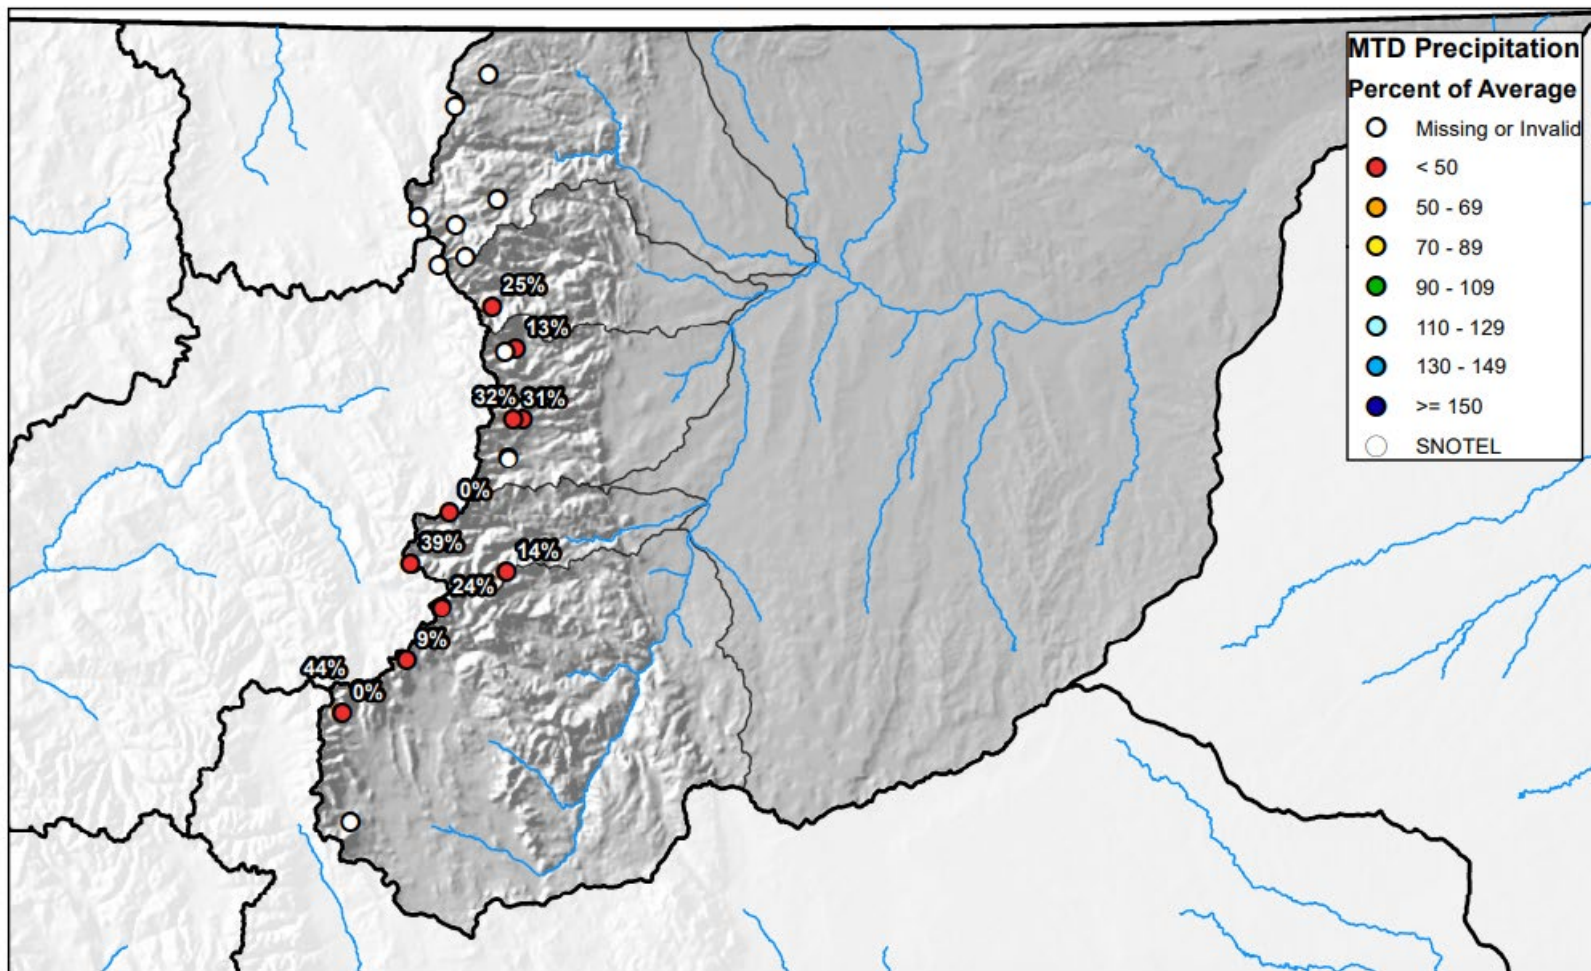 MTD Precipitation
Percent of Average
Missing or Invalid
< 50
50 - 69
70 - 89
90 - 109
110 - 129
130 - 149
>= 150
SNOTEL
25%
13%
32% 31%
0%
39%
14%
24%
9%
44%
0%